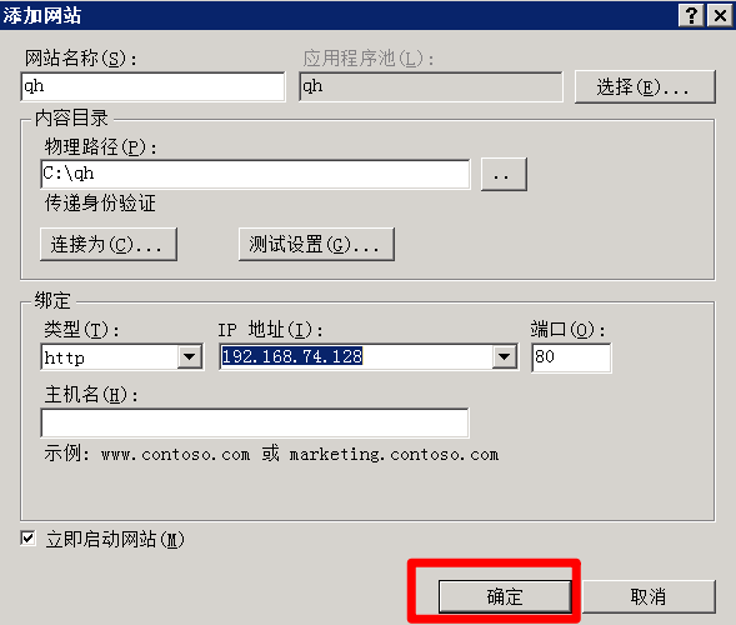 添加网站
网站名称(S): 应用程序池(L):
qh qh 选择(E)...
内容目录
物理路径(P):
C:\qh ..
传递身份验证
连接为(C)... 测试设置(G)...
绑定
类型(T): IP 地址(I): 端口(O):
http 192.168.74.128 80
主机名(H):
示例: www.contoso.com 或 marketing.contoso.com
立即启动网站(M)
确定 取消